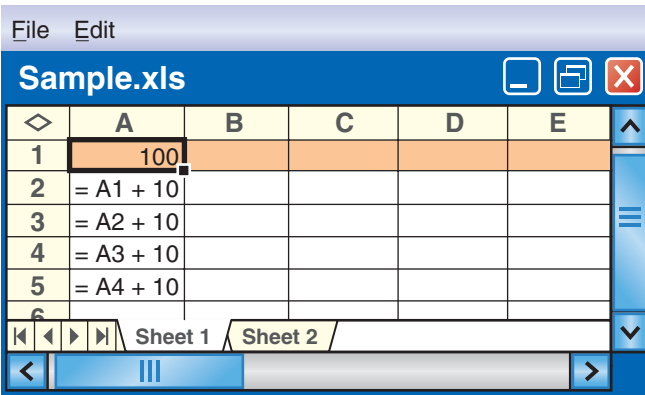 File Edit
Sample.xls
A B C D E
1 100
2 = A1 + 10
3 = A2 + 10
4 = A3 + 10
5 = A4 + 10
6
Sheet 1 Sheet 2